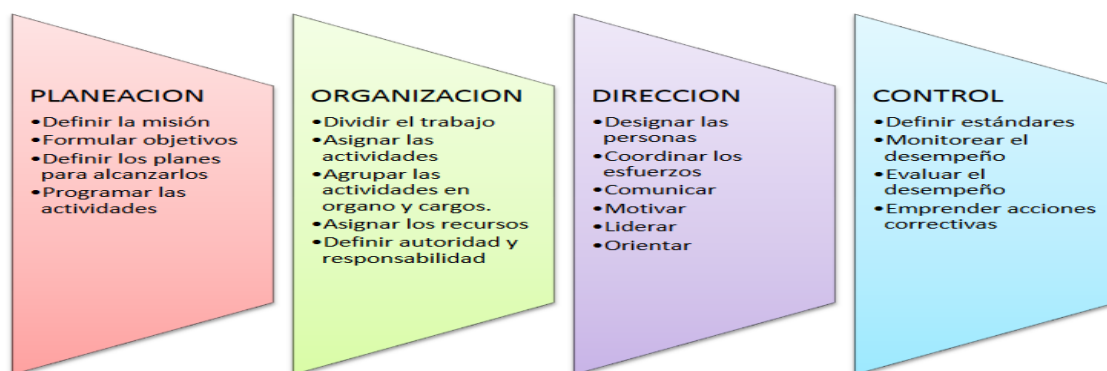 PLANEACION
•Definir la misión
•Formular objetivos
•Definir los planes
para alcanzarlos
•Programar las
actividades
ORGANIZACION
•Dividir el trabajo
•Asignar las
actividades
•Agrupar las
actividades en
organo y cargos.
•Asignar los recursos
•Definir autoridad y
responsabilidad
DIRECCION
•Designar las
personas
•Coordinar los
esfuerzos
•Comunicar
•Motivar
•Liderar
•Orientar
CONTROL
•Definir estándares
•Monitorear el
desempeño
•Evaluar el
desempeño
•Emprender acciones
correctivas